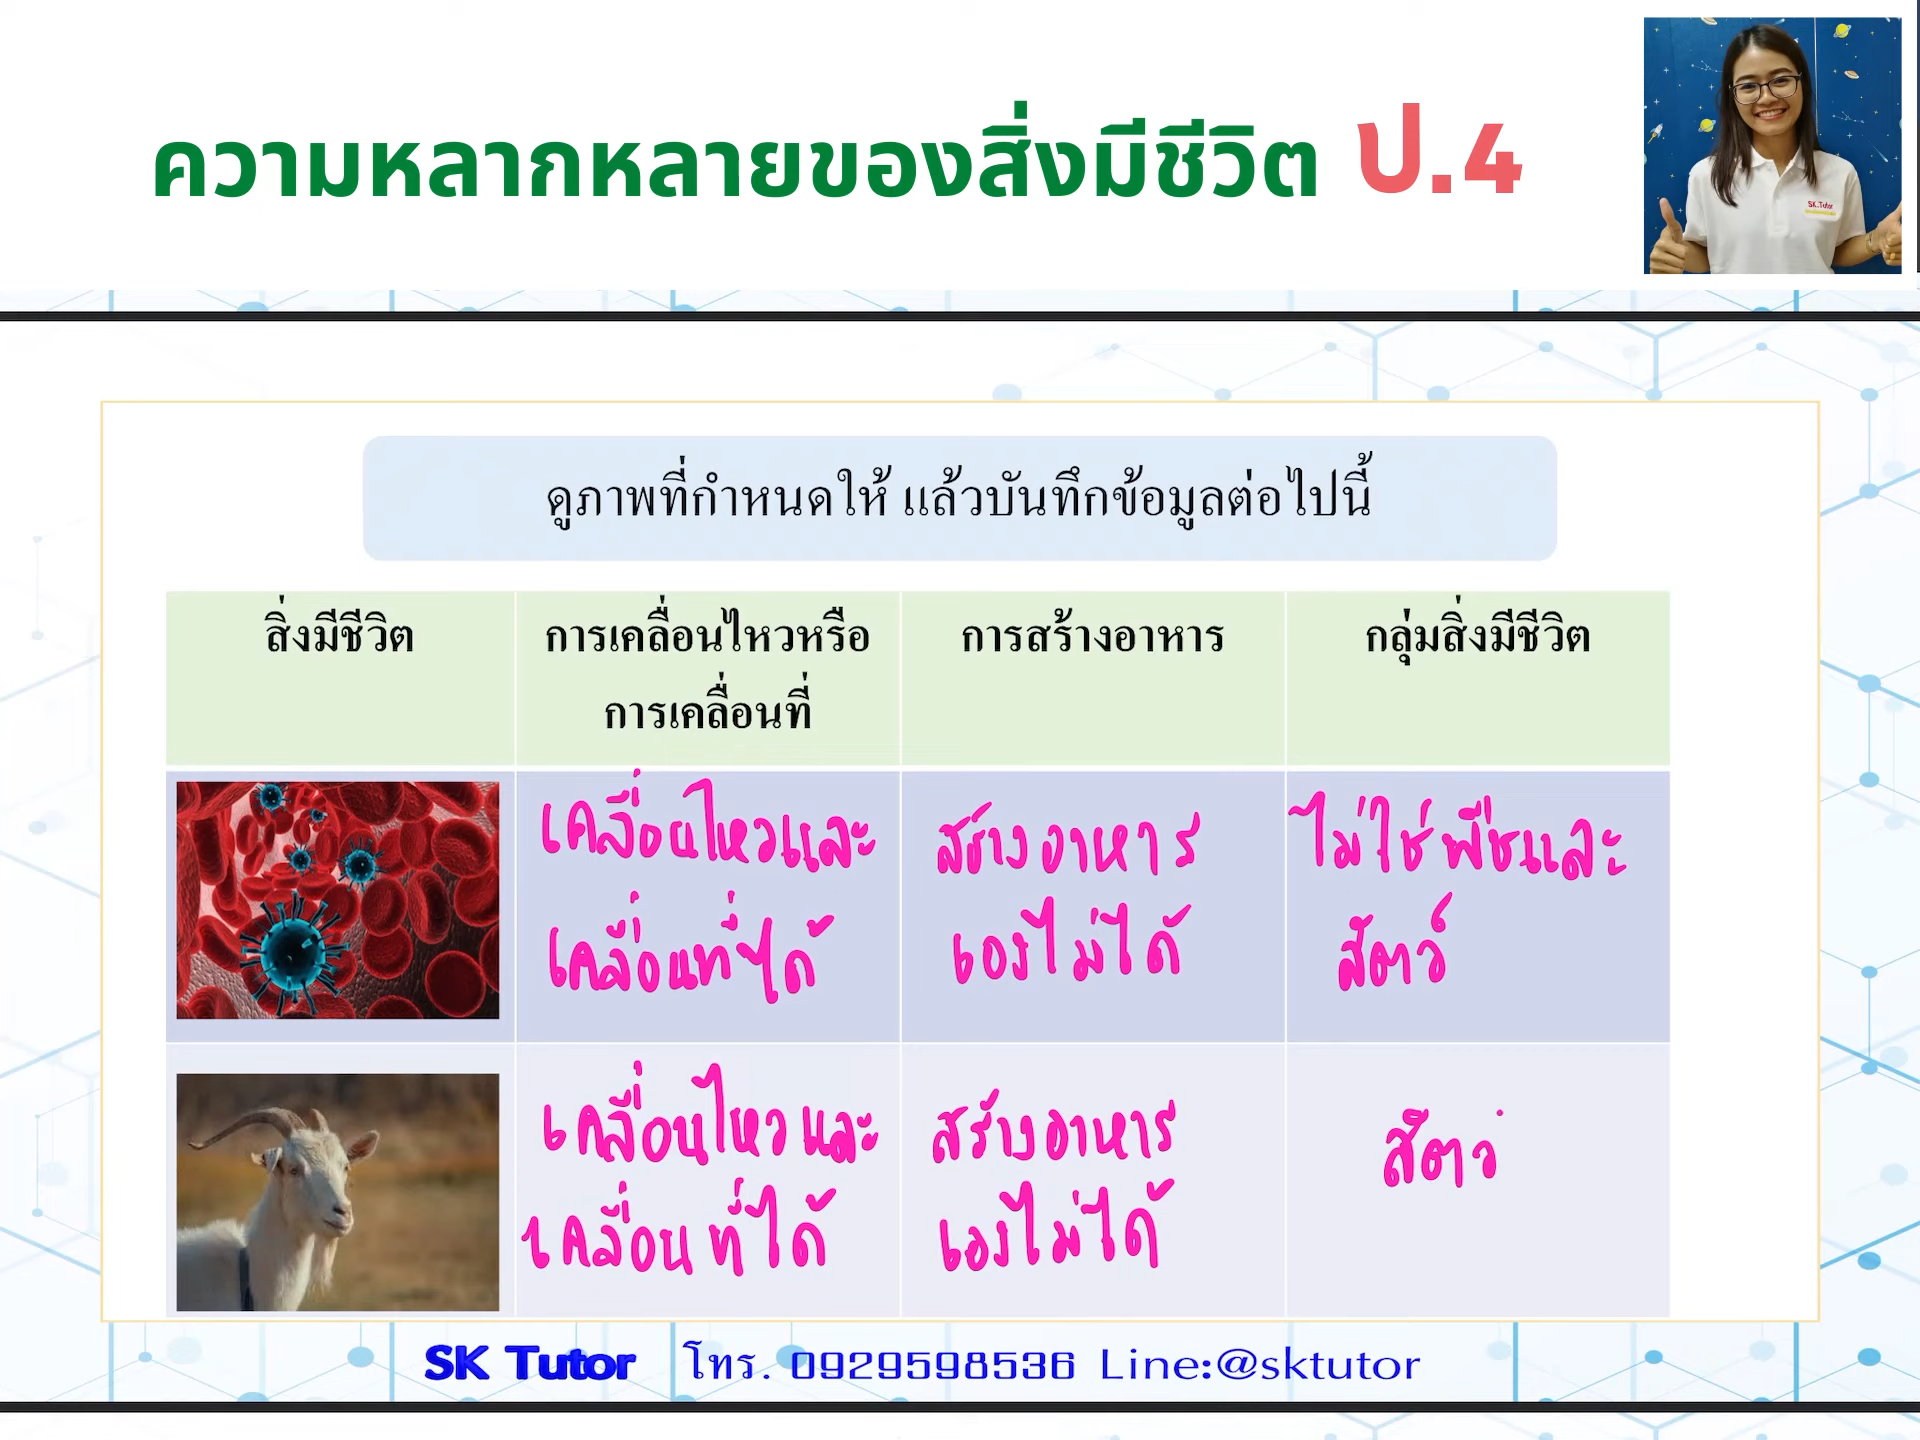 ความหลากหลายของสิ่งมีชีวิต ป.4
SK.Tutor
ดูภาพที่กำหนดให้ แล้วบันทึกข้อมูลต่อไปนี้
สิ่งมีชีวิต
การเคลื่อนไหวหรือ
การเคลื่อนที่
การสร้างอาหาร
กลุ่มสิ่งมีชีวิต
เคลื่อนไหวและ
เคลื่อนที่ได้
สร้างอาหาร
เองไม่ได้
ไม่ใช่พืชและ
สัตว์
เคลื่อนไหวและ
เคลื่อนที่ได้
สร้างอาหาร
เองไม่ได้
สัตว
SK Tutor โทร. 0929598536 Line:@sktutor